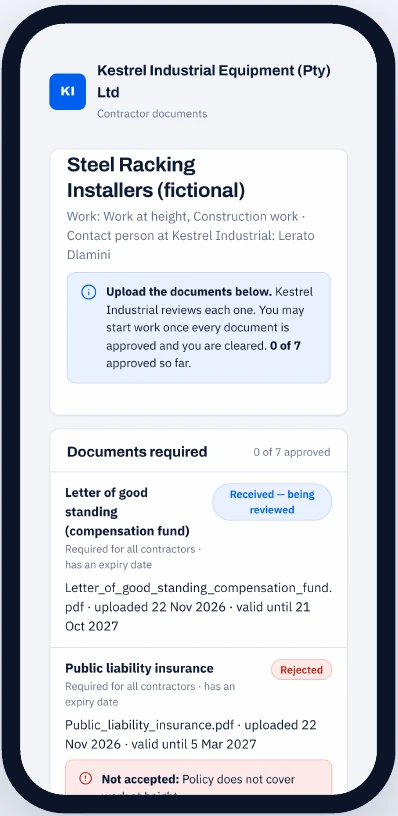 KI
Kestrel Industrial Equipment (Pty)
Ltd
Contractor documents
Steel Racking
Installers (fictional)
Work: Work at height, Construction work ·
Contact person at Kestrel Industrial: Lerato
Dlamini
Upload the documents below. Kestrel
Industrial reviews each one. You may
start work once every document is
approved and you are cleared. 0 of 7
approved so far.
Documents required
0 of 7 approved
Letter of good
standing
(compensation fund)
Received — being
reviewed
Required for all contractors ·
has an expiry date
Letter_of_good_standing_compensation_fund.
pdf · uploaded 22 Nov 2026 · valid until 21
Oct 2027
Public liability insurance
Rejected
Required for all contractors · has an
expiry date
Public_liability_insurance.pdf · uploaded 22
Nov 2026 · valid until 5 Mar 2027
Not accepted: Policy does not cover